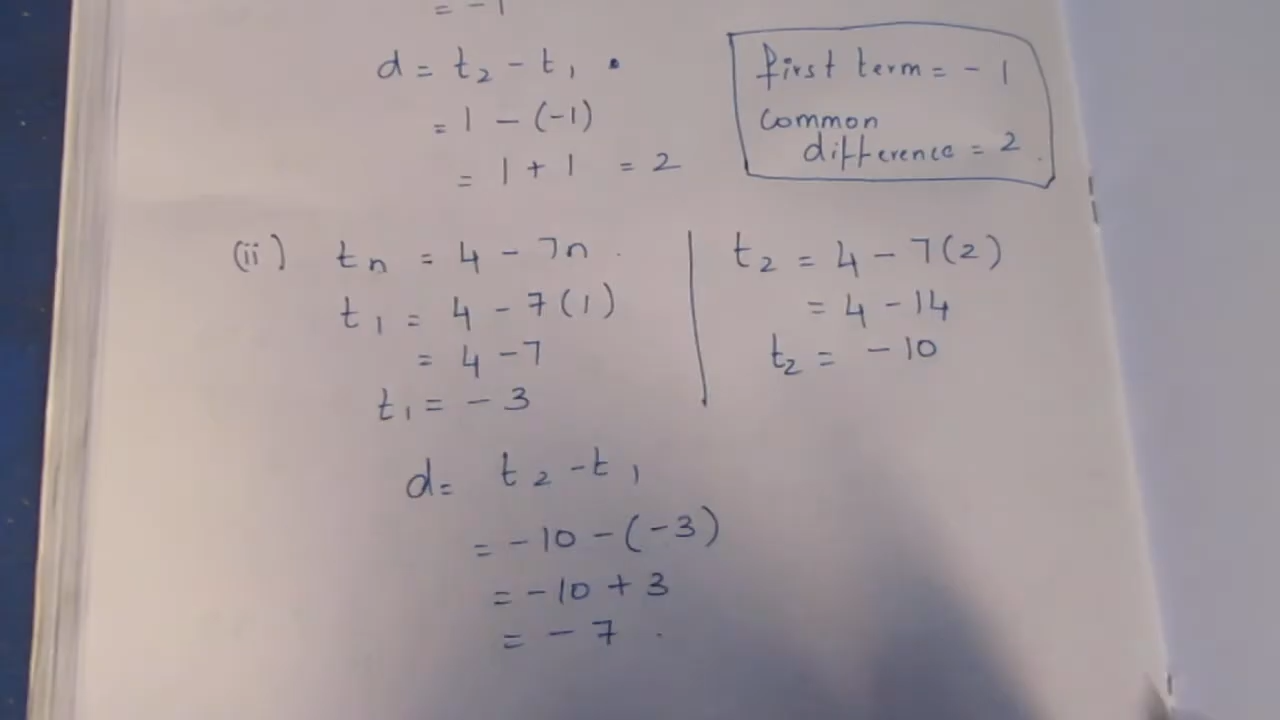 = -1
d = t₂ - t₁
= 1 - (-1)
= 1 + 1 = 2
first term = - 1
common
difference = 2.
(ii) tₙ = 4 - 7n.
t₁ = 4 - 7(1)
= 4 - 7
t₁ = - 3
t₂ = 4 - 7(2)
= 4 - 14
t₂ = - 10
d = t₂ - t₁
= - 10 - (-3)
= - 10 + 3
= - 7.